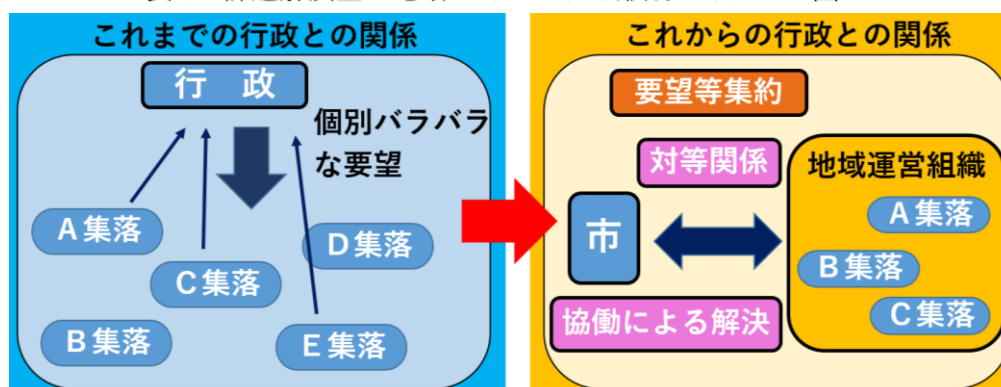 これまでの行政との関係
行　政
個別バラバラ
な要望
A集落
D集落
C集落
B集落
E集落
これからの行政との関係
要望等集約
対等関係
地域運営組織
市
A集落
B集落
C集落
協働による解決